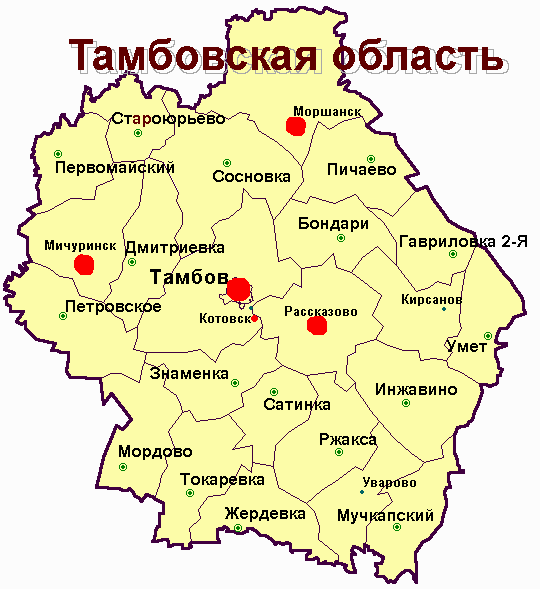 Тамбовская область
Моршанск
Староюрьево
Первомайский
Сосновка
Пичаево
Бондари
Гавриловка 2-Я
Мичуринск
Дмитриевка
Тамбов
Петровское
Котовск
Рассказово
Кирсанов
Умет
Знаменка
Сатинка
Инжавино
Ржакса
Мордово
Токаревка
Уварово
Жердевка
Мучкапский